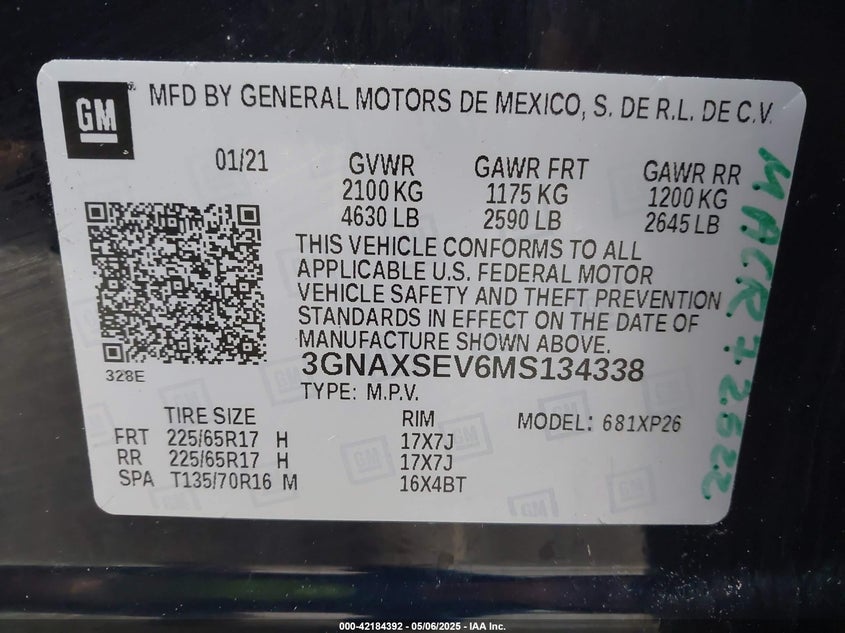 GM
MFD BY GENERAL MOTORS DE MEXICO, S. DE R.L. DE C.V.
01/21 GVWR GAWR FRT GAWR RR
2100 KG 1175 KG 1200 KG
4630 LB 2590 LB 2645 LB
THIS VEHICLE CONFORMS TO ALL
APPLICABLE U.S. FEDERAL MOTOR
VEHICLE SAFETY AND THEFT PREVENTION
STANDARDS IN EFFECT ON THE DATE OF
MANUFACTURE SHOWN ABOVE.
328E
3GNAXSEV6MS134338
TYPE: M.P.V.
TIRE SIZE RIM MODEL: 681XP26
FRT 225/65R17 H 17X7J
RR 225/65R17 H 17X7J
SPA T135/70R16 M 16X4BT
000-42184392 - 05/06/2025 - IAA Inc.